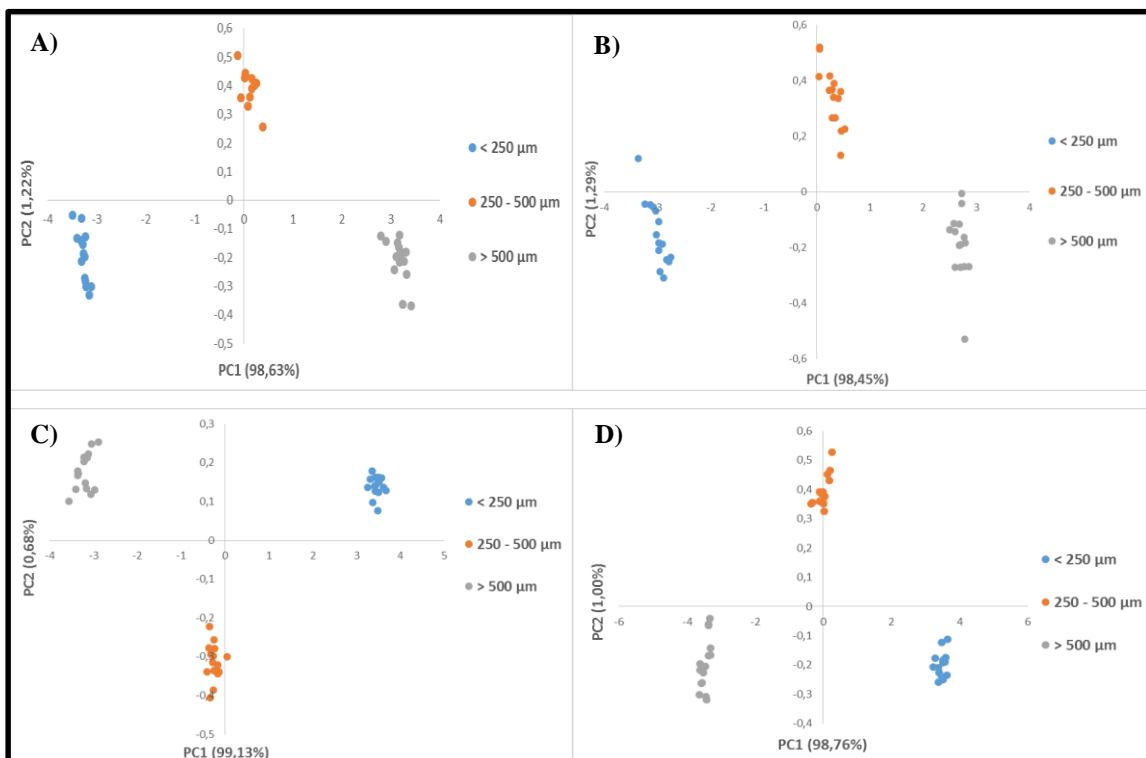 A)
0,6
0,5
0,4
0,3
0,2
0,1
0
-4 -3 -2 -1 0 1 2 3 4
-0,1
-0,2
-0,3
-0,4
-0,5
PC2 (1,22%)
PC1 (98,63%)
< 250 µm
250 - 500 µm
> 500 µm
B)
0,6
0,4
0,2
0
-4 -3 -2 -1 0 1 2 3 4
-0,2
-0,4
-0,6
PC2 (1,29%)
PC1 (98,45%)
< 250 µm
250 - 500 µm
> 500 µm
C)
0,3
0,2
0,1
0
-4 -3 -2 -1 0 1 2 3 4 5
-0,1
-0,2
-0,3
-0,4
-0,5
PC2 (0,68%)
PC1 (99,13%)
< 250 µm
250 - 500 µm
> 500 µm
D)
0,6
0,5
0,4
0,3
0,2
0,1
0
-6 -4 -2 0 2 4 6
-0,1
-0,2
-0,3
-0,4
PC2 (1,00%)
PC1 (98,76%)
< 250 µm
250 - 500 µm
> 500 µm